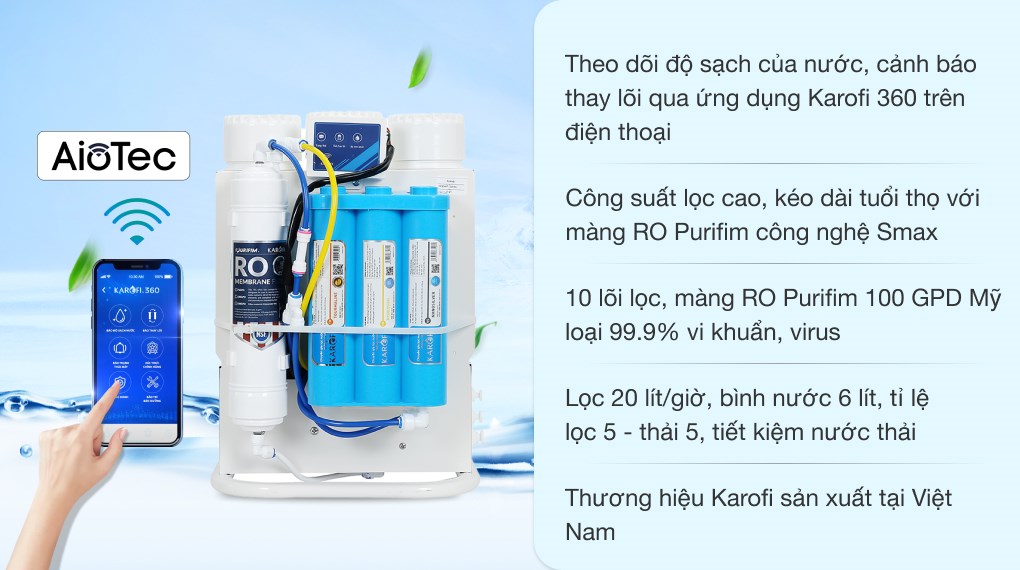 AioTec
KAROFI.360
KAROFI
RO
MEMBRANE
Theo dõi độ sạch của nước, cảnh báo
thay lõi qua ứng dụng Karofi 360 trên
điện thoại
Công suất lọc cao, kéo dài tuổi thọ với
màng RO Purifim công nghệ Smax
10 lõi lọc, màng RO Purifim 100 GPD Mỹ
loại 99.9% vi khuẩn, virus
Lọc 20 lít/giờ, bình nước 6 lít, tỉ lệ
lọc 5 - thải 5, tiết kiệm nước thải
Thương hiệu Karofi sản xuất tại Việt
Nam